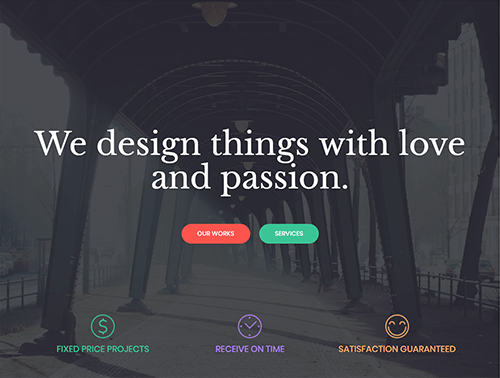 We design things with love
and passion.
OUR WORKS SERVICES
$
FIXED PRICE PROJECTS RECEIVE ON TIME SATISFACTION GUARANTEED